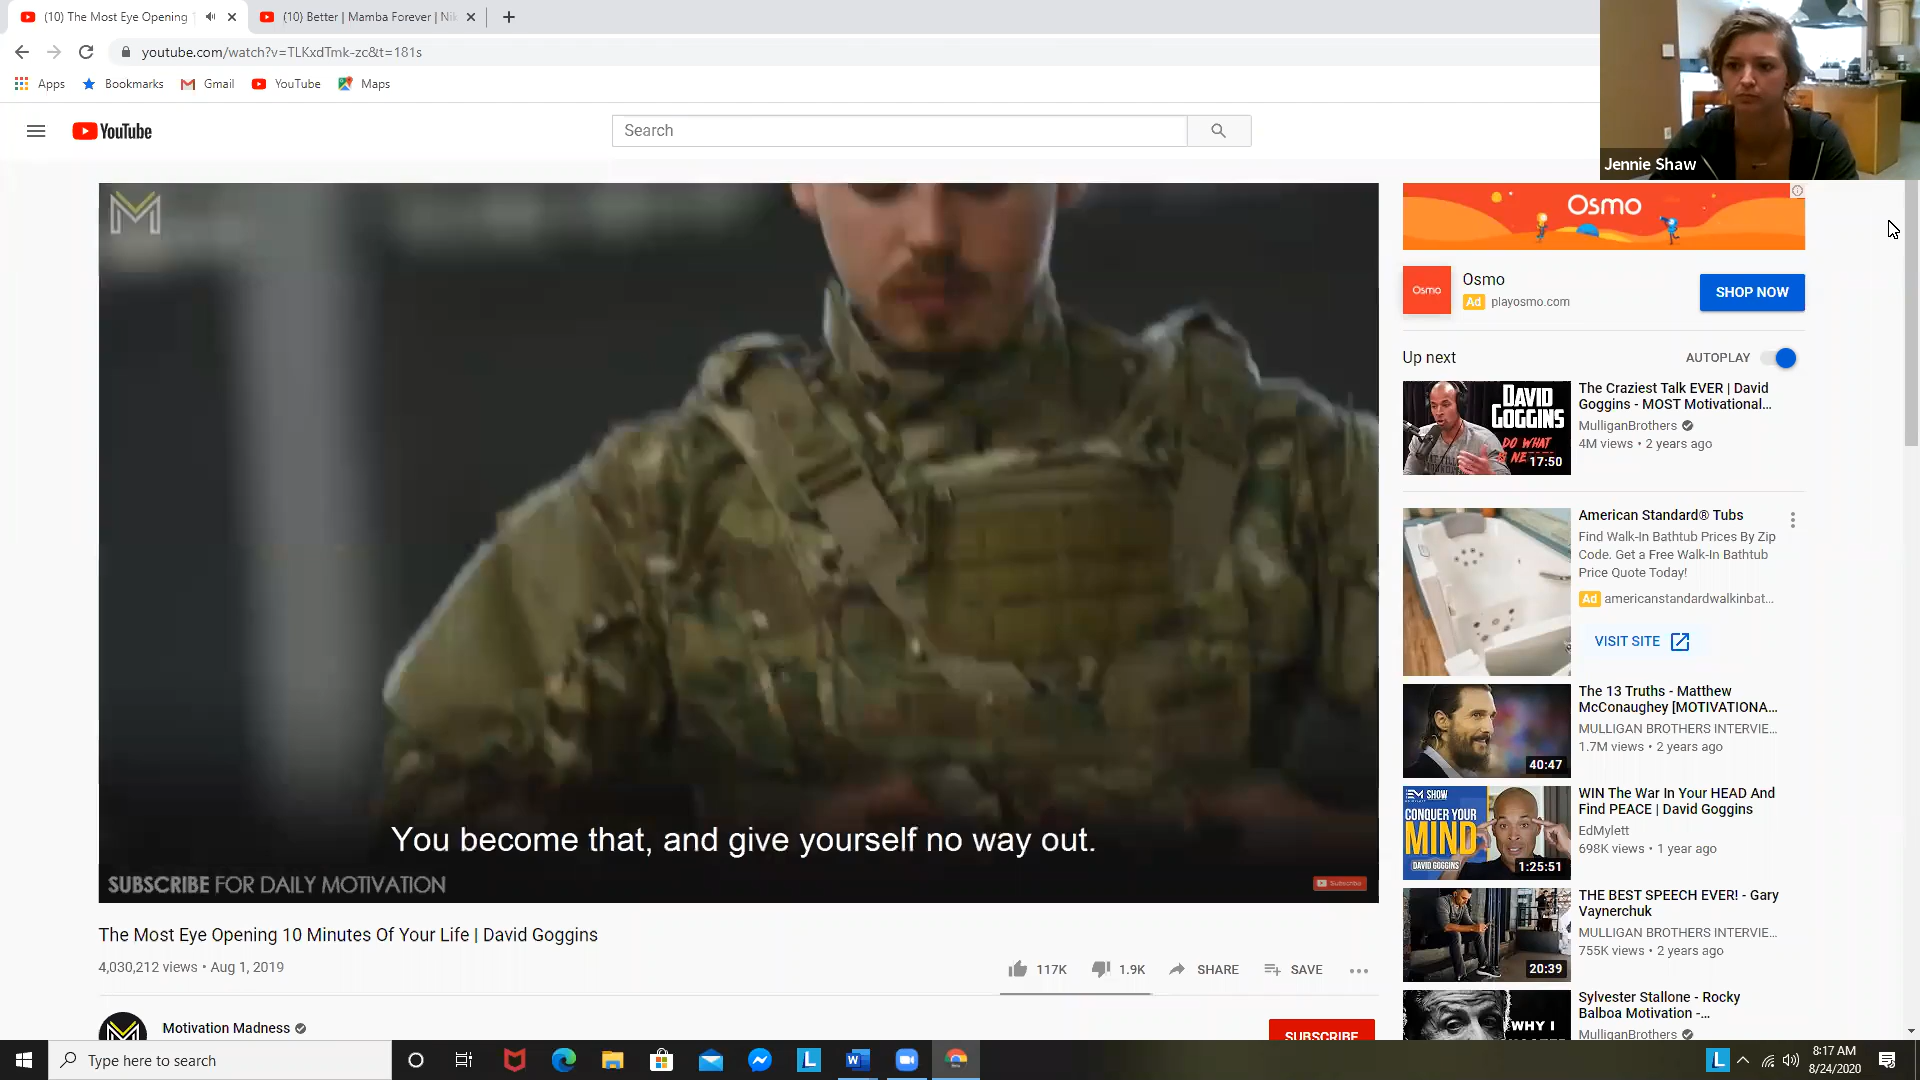 (10) The Most Eye Opening
(10) Better | Mamba Forever | Nik
youtube.com/watch?v=TLKxdTmk-zc&t=181s
Apps
Bookmarks
Gmail
YouTube
Maps
YouTube
Search
Jennie Shaw
M
You become that, and give yourself no way out.
SUBSCRIBE FOR DAILY MOTIVATION
Subscribe
The Most Eye Opening 10 Minutes Of Your Life | David Goggins
4,030,212 views • Aug 1, 2019
117K
1.9K
SHARE
SAVE
Motivation Madness
SUBSCRIBE
Osmo
Osmo
Osmo
Ad playosmo.com
SHOP NOW
Up next
AUTOPLAY
DAVID
GOGGINS
DO WHAT
17:50
The Craziest Talk EVER | David
Goggins - MOST Motivational...
MulliganBrothers
4M views • 2 years ago
American Standard® Tubs
Find Walk-In Bathtub Prices By Zip
Code. Get a Free Walk-In Bathtub
Price Quote Today!
Ad americanstandardwalkinbat...
VISIT SITE
40:47
The 13 Truths - Matthew
McConaughey [MOTIVATIONA...
MULLIGAN BROTHERS INTERVIE...
1.7M views • 2 years ago
EM SHOW
CONQUER YOUR
MIND
DAVID GOGGINS
1:25:51
WIN The War In Your HEAD And
Find PEACE | David Goggins
EdMylett
698K views • 1 year ago
20:39
THE BEST SPEECH EVER! - Gary
Vaynerchuk
MULLIGAN BROTHERS INTERVIE...
755K views • 2 years ago
WHY I
Sylvester Stallone - Rocky
Balboa Motivation -...
MulliganBrothers
Type here to search
8:17 AM
8/24/2020